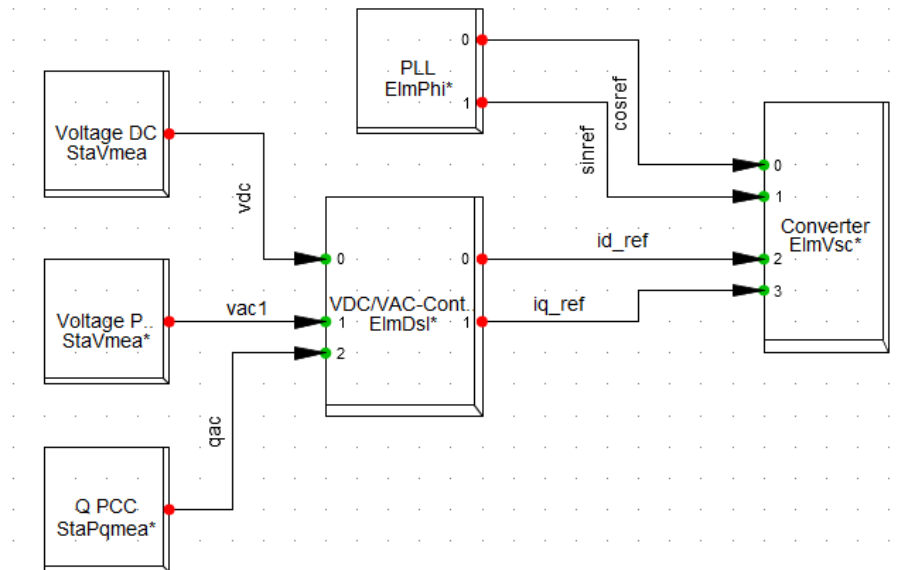 0
PLL
ElmPhi*
1
cosref
sinref
Voltage DC
StaVmea
vdc
0
1
Converter
ElmVsc*
2
3
0
0
id_ref
VDC/VAC-Cont..
ElmDsl*
1
1
iq_ref
2
Voltage P..
StaVmea*
vac1
qac
Q PCC
StaPqmea*